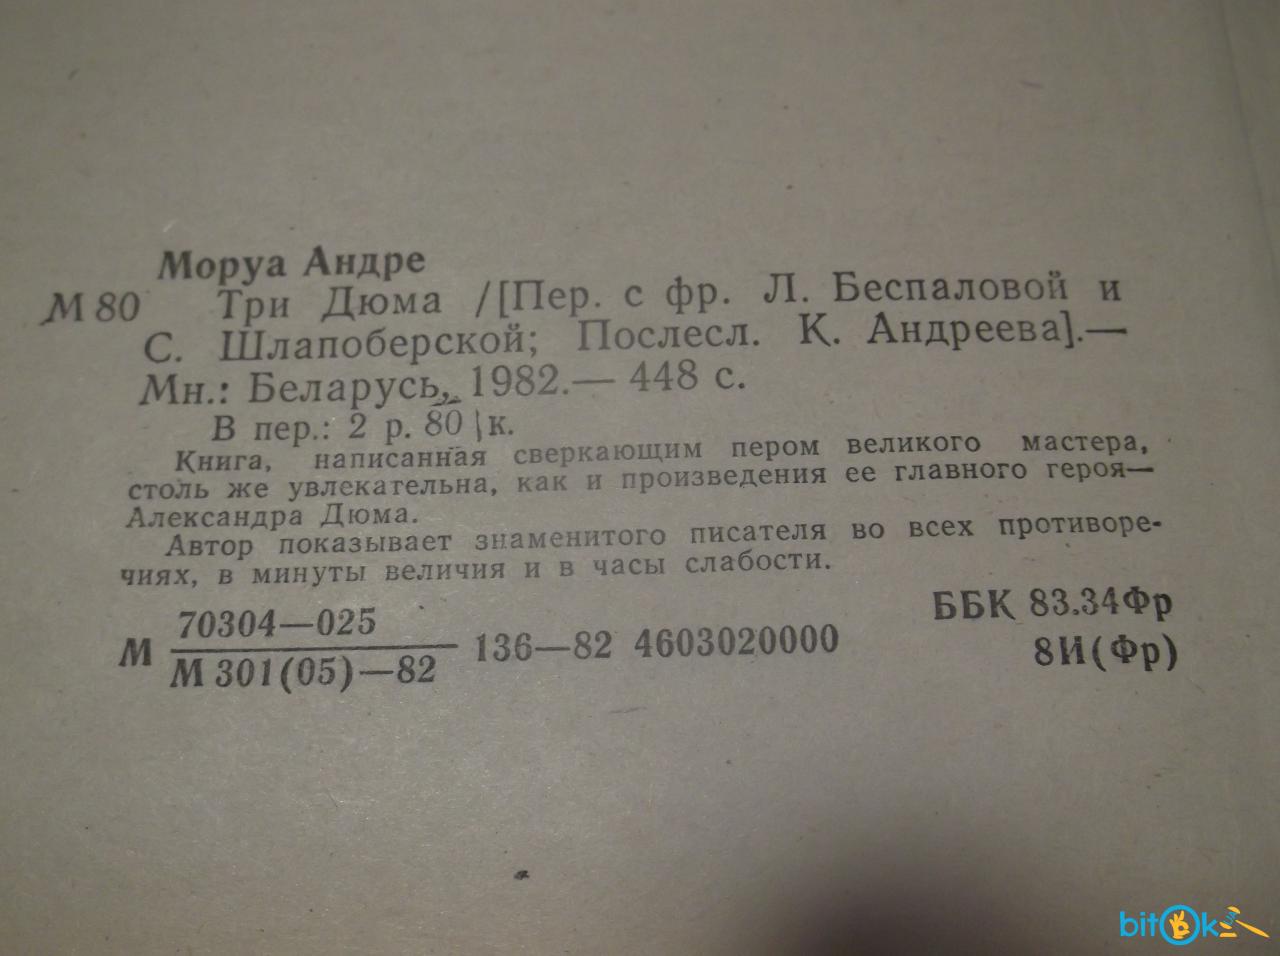 Моруа Андре
М 80 Три Дюма /[Пер. с фр. Л. Беспаловой и
С. Шлапоберской; Послесл. К. Андреева].—
Мн.: Беларусь, 1982.— 448 с.
В пер.: 2 р. 80 к.
Книга, написанная сверкающим пером великого мастера,
столь же увлекательна, как и произведения ее главного героя—
Александра Дюма.
Автор показывает знаменитого писателя во всех противоре-
чиях, в минуты величия и в часы слабости.
70304—025
М 136—82 4603020000
М 301(05)—82
ББК 83.34Фр
8И(Фр)
bitok